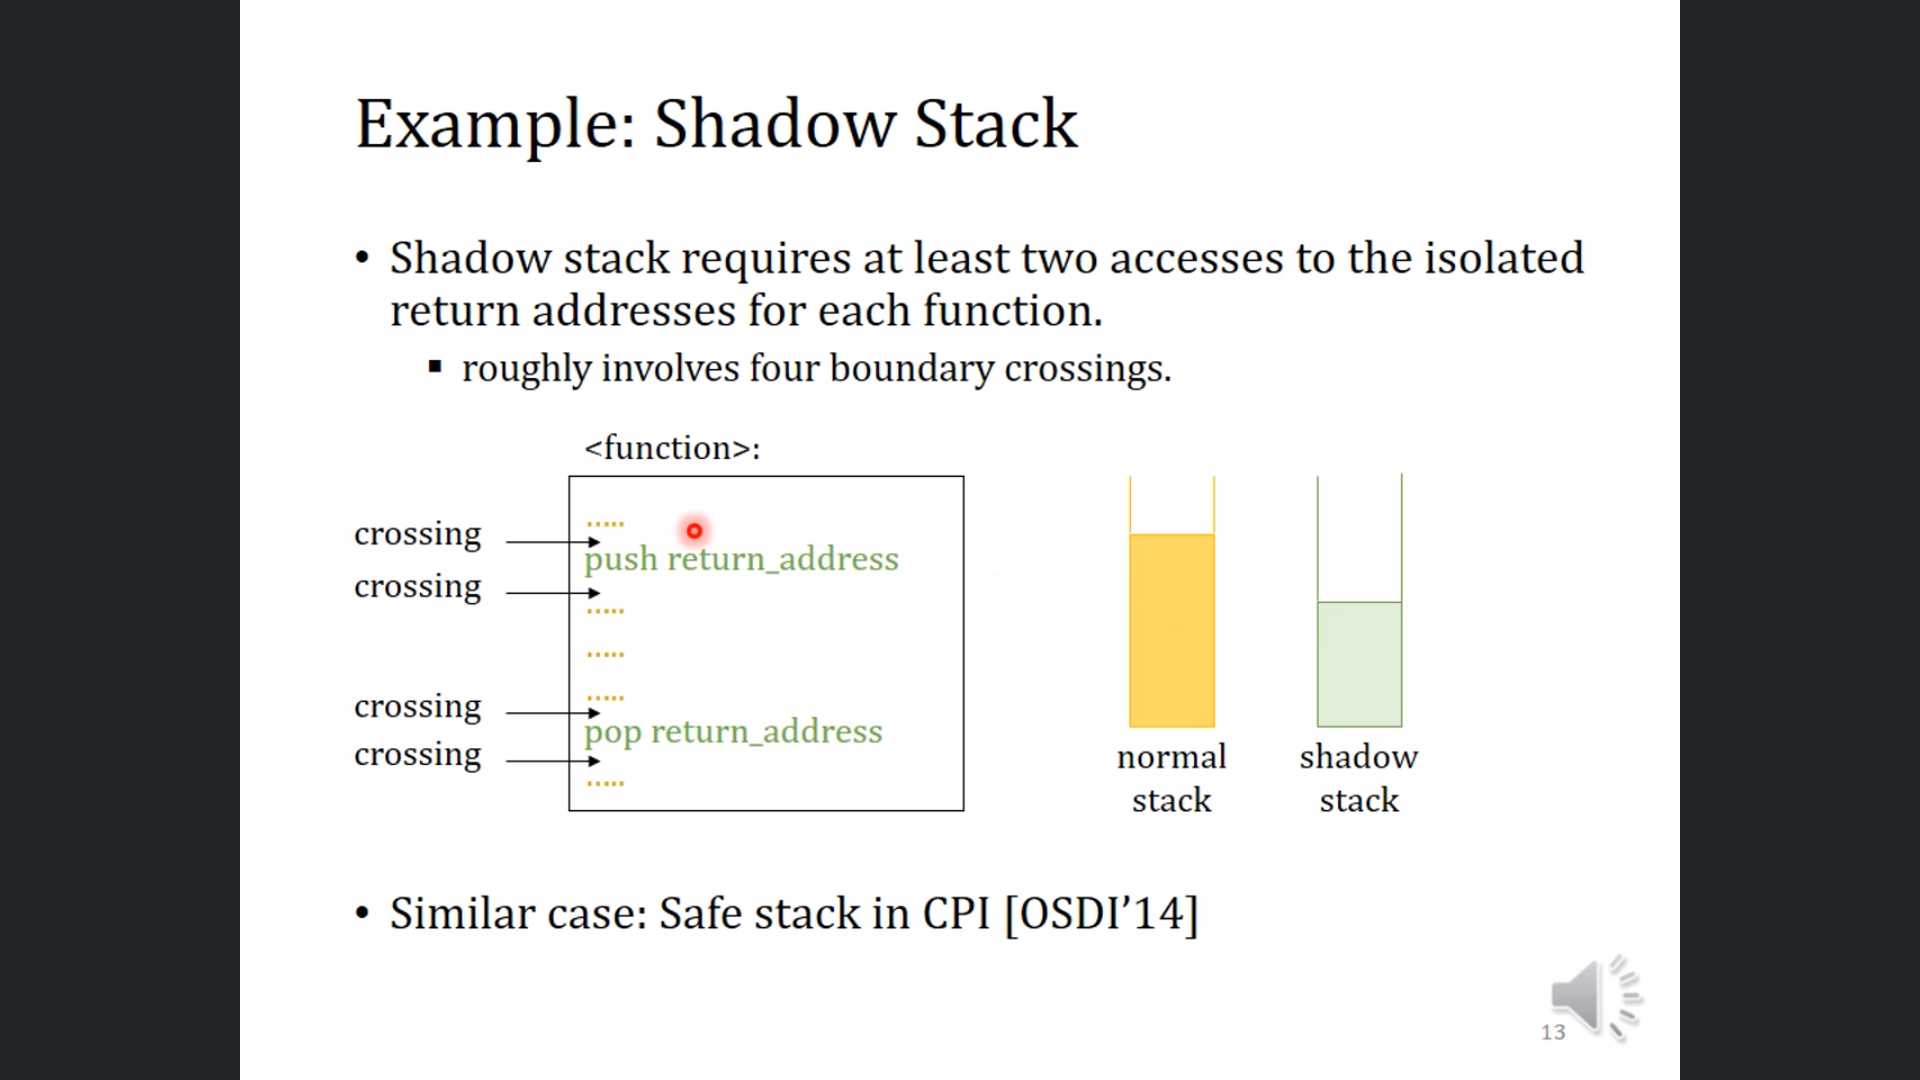 Example: Shadow Stack
• Shadow stack requires at least two accesses to the isolated
return addresses for each function.
▪ roughly involves four boundary crossings.
<function>:
.....
crossing
push return_address
crossing
.....
.....
.....
crossing
pop return_address
crossing
.....
normal
stack
shadow
stack
• Similar case: Safe stack in CPI [OSDI’14]
13